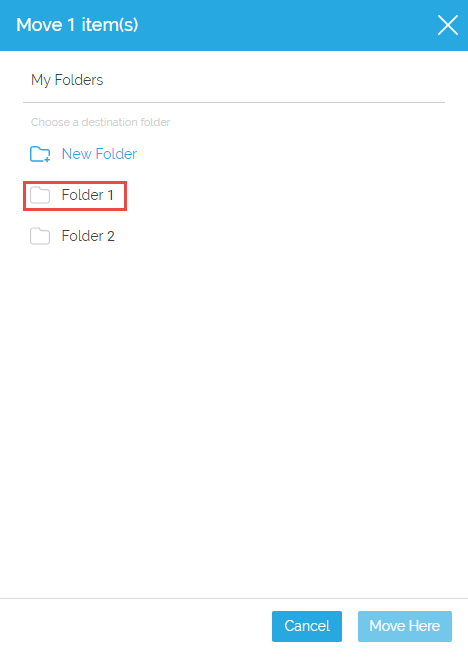 Move 1 item(s)
My Folders
Choose a destination folder
New Folder
Folder 1
Folder 2
Cancel
Move Here